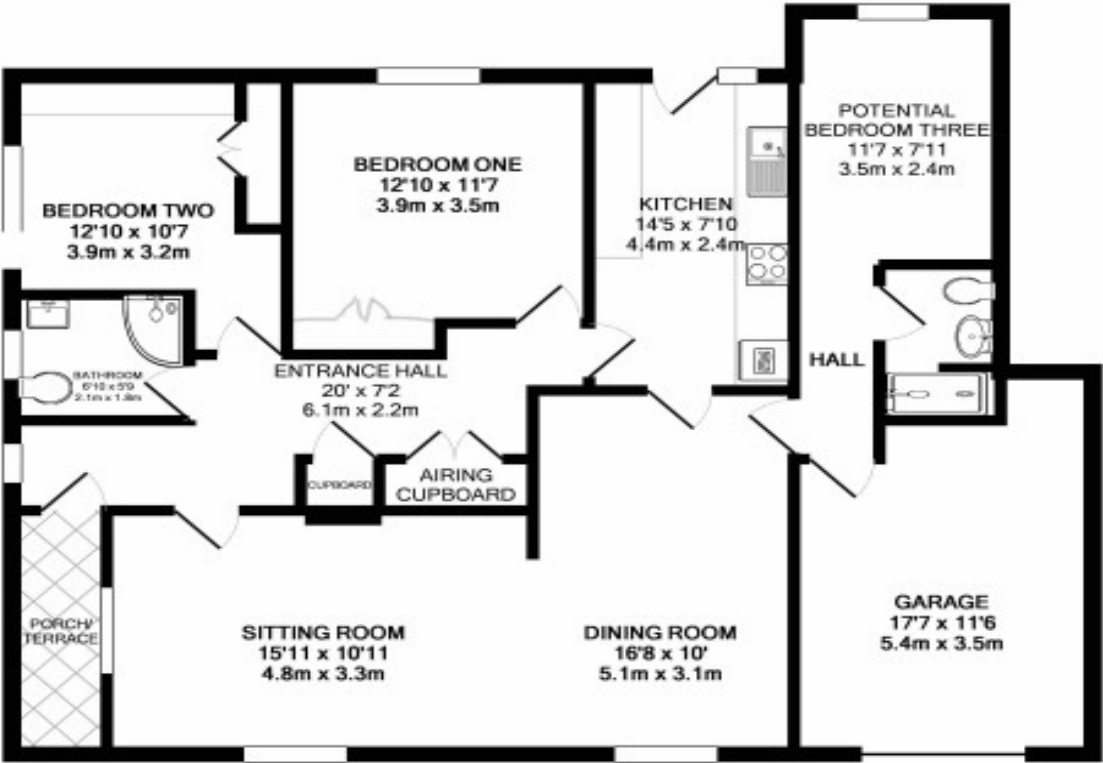 POTENTIAL
BEDROOM THREE
11'7 x 7'11
3.5m x 2.4m
BEDROOM ONE
12'10 x 11'7
3.9m x 3.5m
KITCHEN
14'5 x 7'10
4.4m x 2.4m
BEDROOM TWO
12'10 x 10'7
3.9m x 3.2m
BATHROOM
6'10 x 5'9
2.1m x 1.8m
ENTRANCE HALL
20' x 7'2
6.1m x 2.2m
HALL
CUPBOARD
AIRING
CUPBOARD
PORCH/
TERRACE
SITTING ROOM
15'11 x 10'11
4.8m x 3.3m
DINING ROOM
16'8 x 10'
5.1m x 3.1m
GARAGE
17'7 x 11'6
5.4m x 3.5m